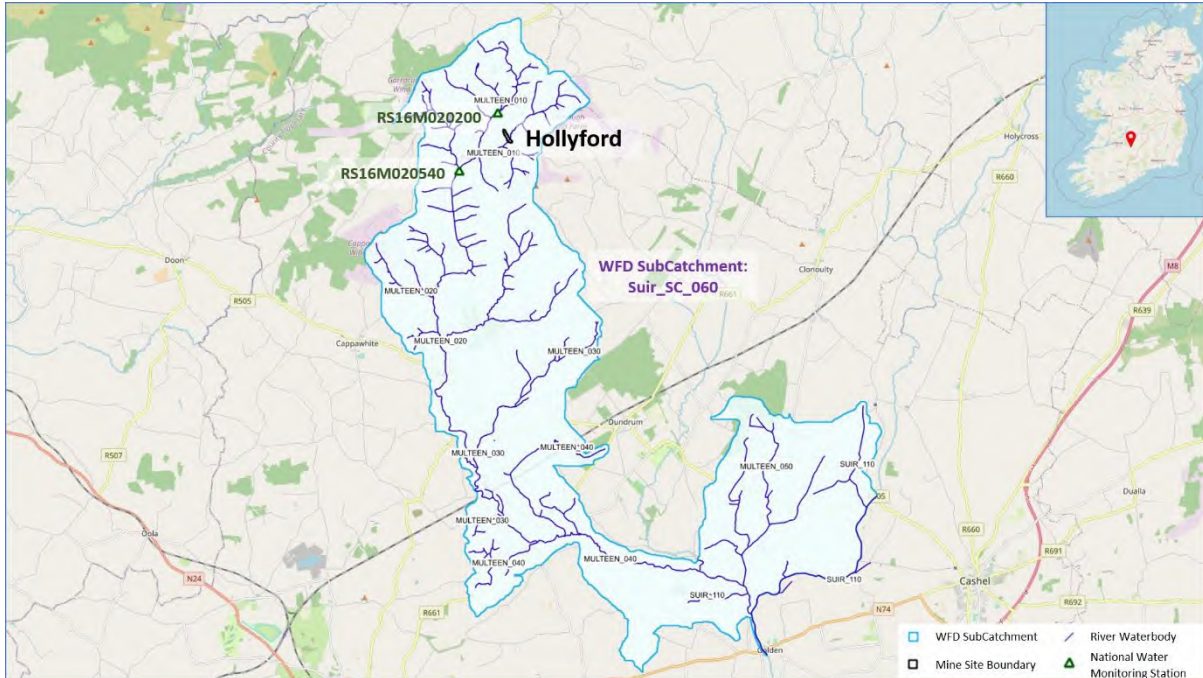 MULTEEN_010
RS16M020200
Hollyford
MULTEEN_010
RS16M020540
Holycross
R660
WFD SubCatchment:
Suir_SC_060
R661
Clonoulty
Doon
R505
MULTEEN_020
M8
R639
Cappawhite
MULTEEN_020
MULTEEN_030
R507
Dundrum
MULTEEN_040
MULTEEN_030
MULTEEN_050
SUIR_110
Dualla
MULTEEN_030
R660
Oola
R691
MULTEEN_040
MULTEEN_040
SUIR_110
Cashel
N24
R661
SUIR_110
N74
R692
Golden
WFD SubCatchment
River Waterbody
Mine Site Boundary
National Water
Monitoring Station